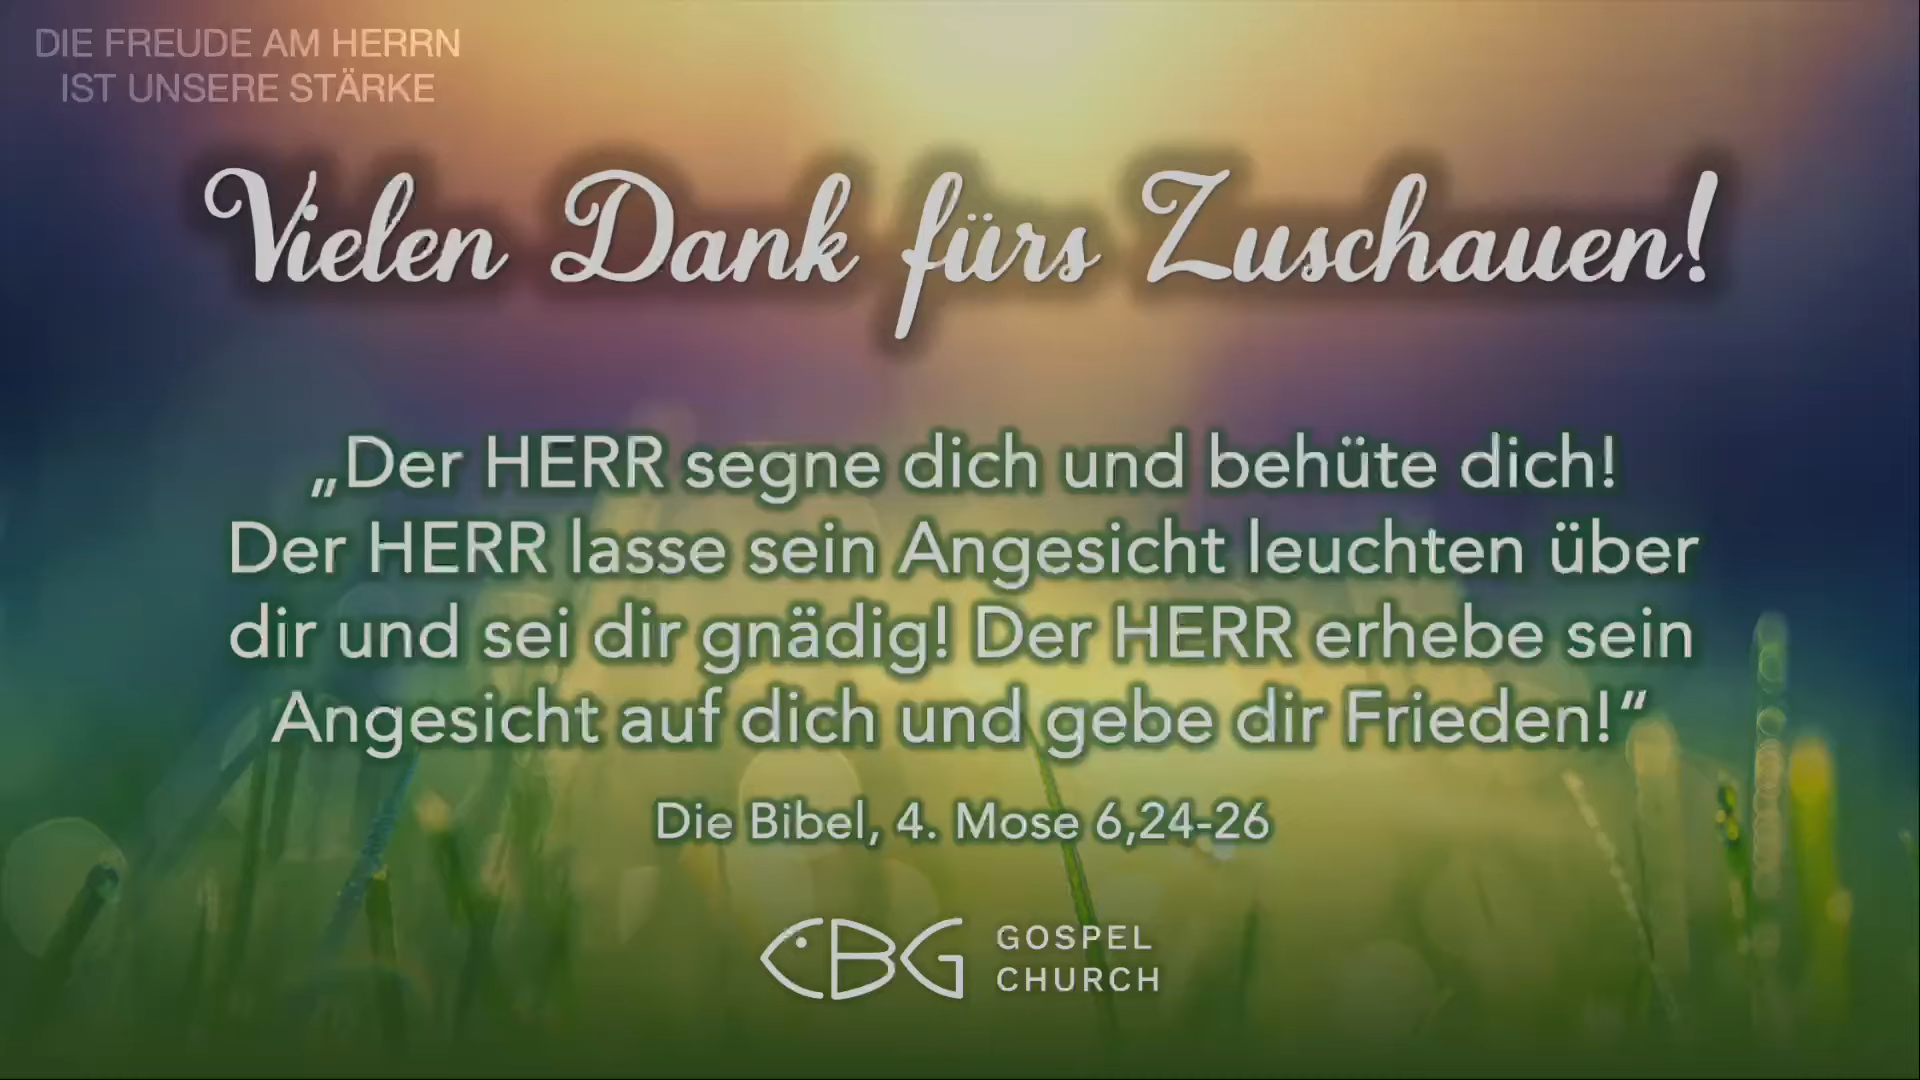 DIE FREUDE AM HERRN
IST UNSERE STÄRKE
Vielen Dank fürs Zuschauen!
„Der HERR segne dich und behüte dich!
Der HERR lasse sein Angesicht leuchten über
dir und sei dir gnädig! Der HERR erhebe sein
Angesicht auf dich und gebe dir Frieden!“
Die Bibel, 4. Mose 6,24-26
CBG GOSPEL
CHURCH